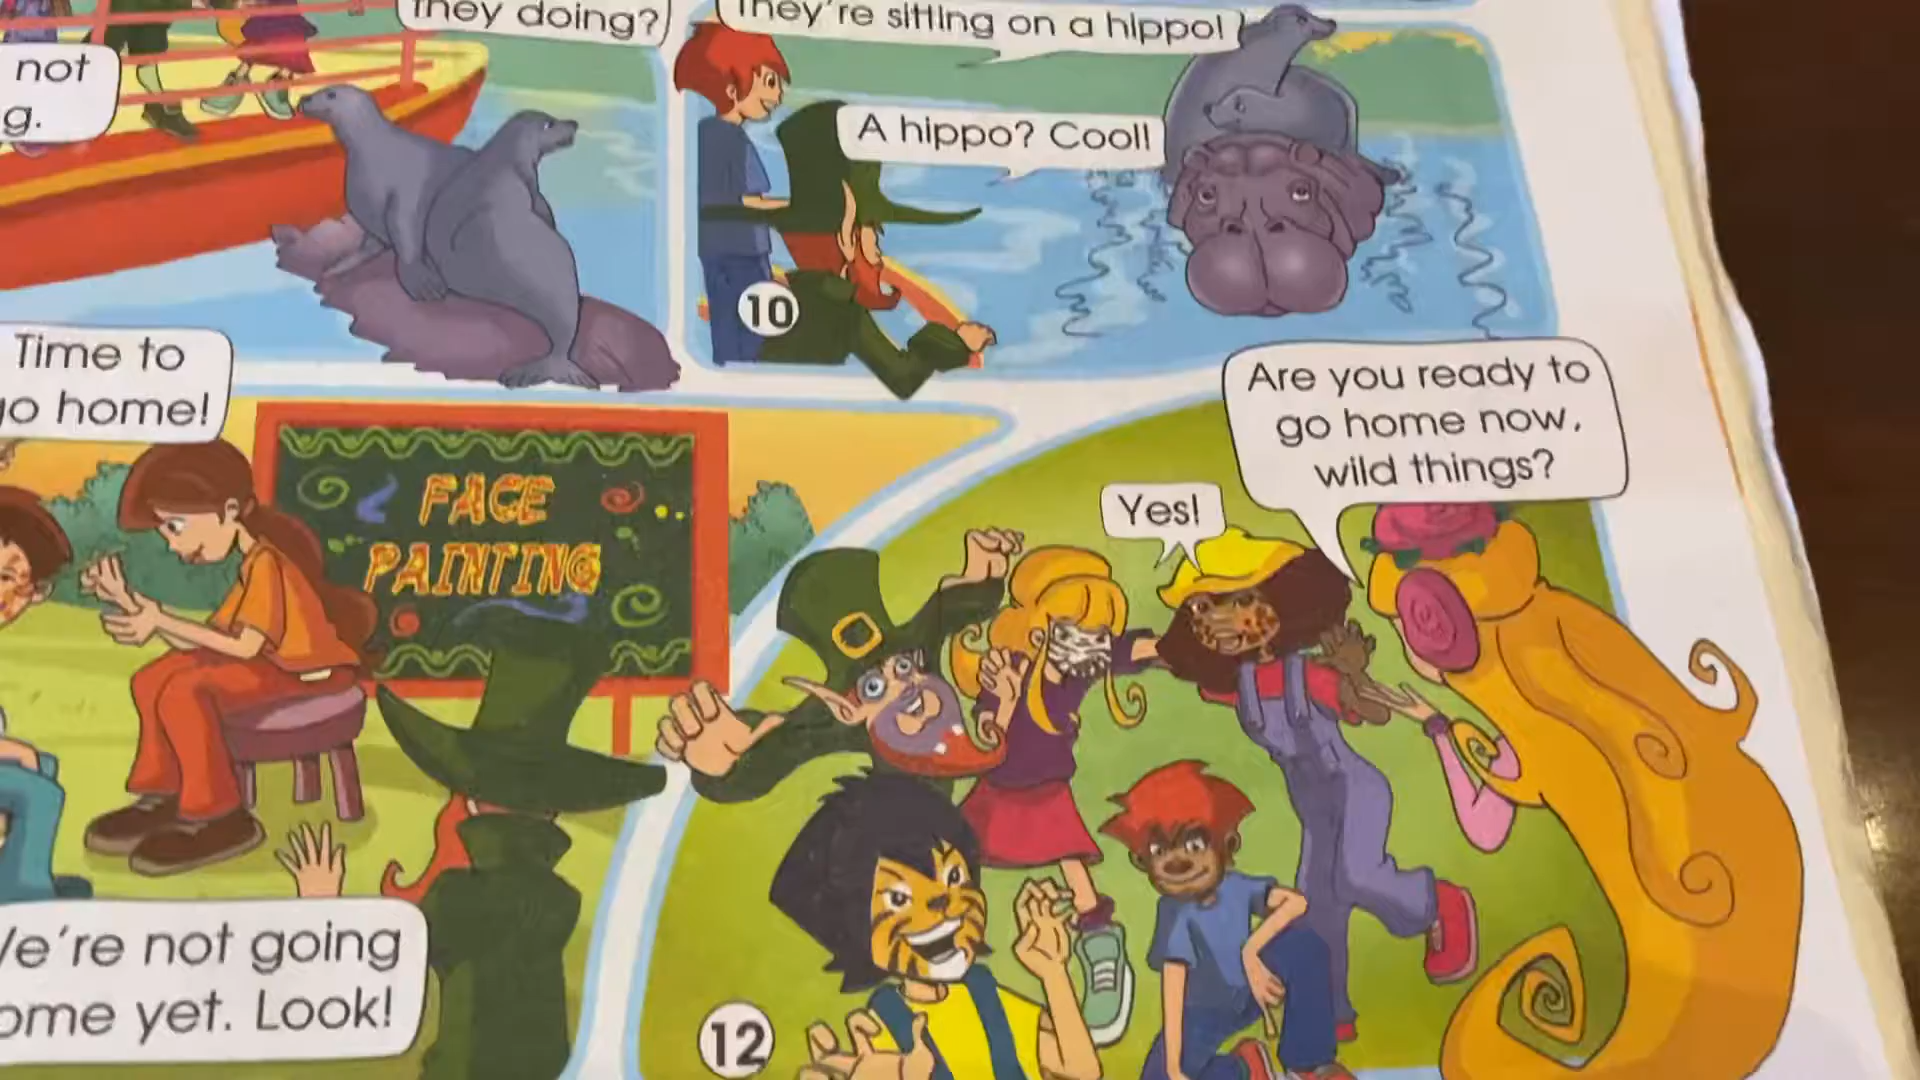 they doing?
They're sitting on a hippo!
not
g.
A hippo? Cool!
10
Time to
go home!
FACE
PAINTING
Are you ready to
go home now,
wild things?
Yes!
We're not going
ome yet. Look!
12